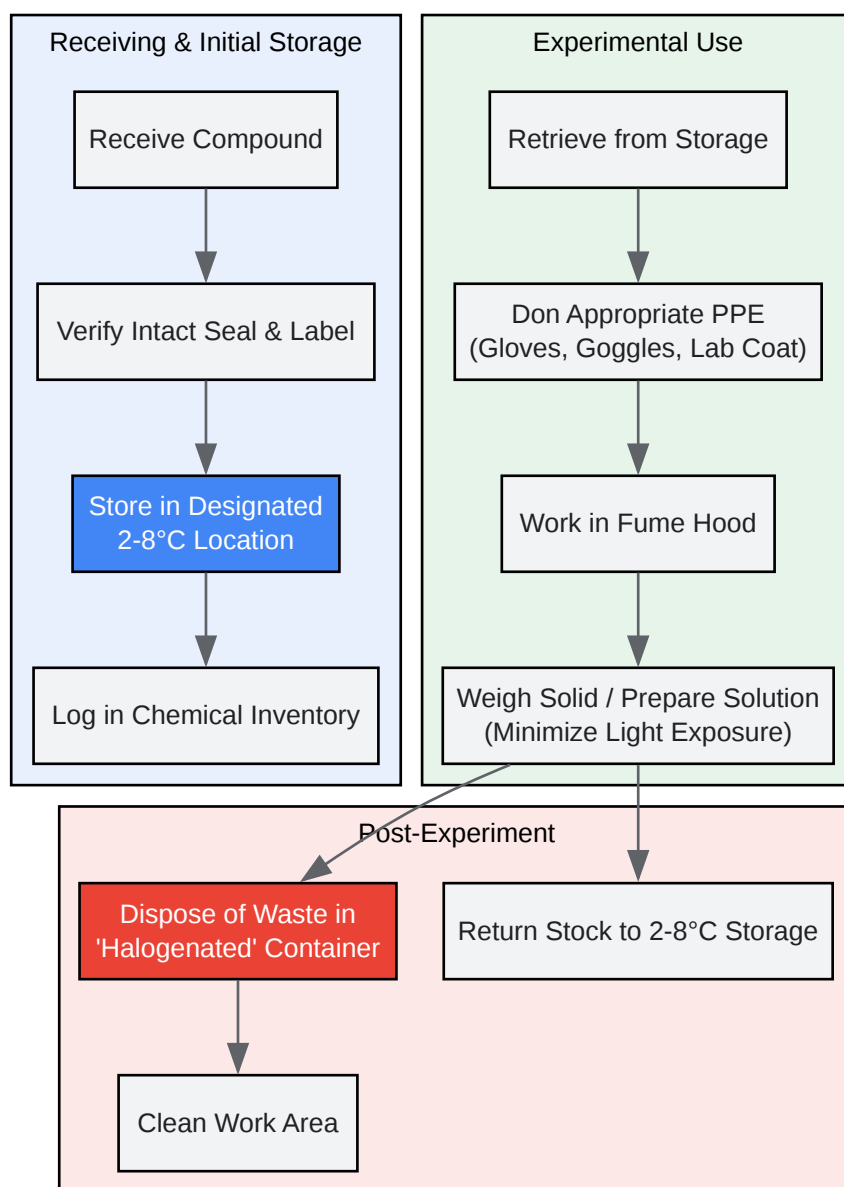 Receiving & Initial Storage
Receive Compound
Verify Intact Seal & Label
Store in Designated
2-8°C Location
Log in Chemical Inventory
Experimental Use
Retrieve from Storage
Don Appropriate PPE
(Gloves, Goggles, Lab Coat)
Work in Fume Hood
Weigh Solid / Prepare Solution
(Minimize Light Exposure)
Post-Experiment
Dispose of Waste in
'Halogenated' Container
Return Stock to 2-8°C Storage
Clean Work Area